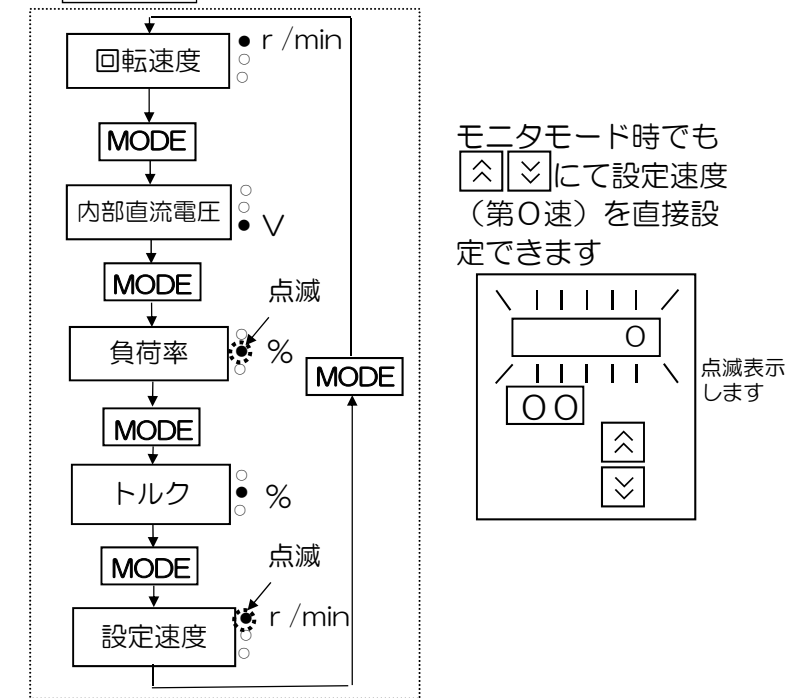 回転速度
r /min
MODE
内部直流電圧
V
MODE
点滅
負荷率
%
MODE
MODE
トルク
%
MODE
点滅
設定速度
r /min
モニタモード時でも
にて設定速度
（第0速）を直接設
定できます
0
00
点滅表示
します